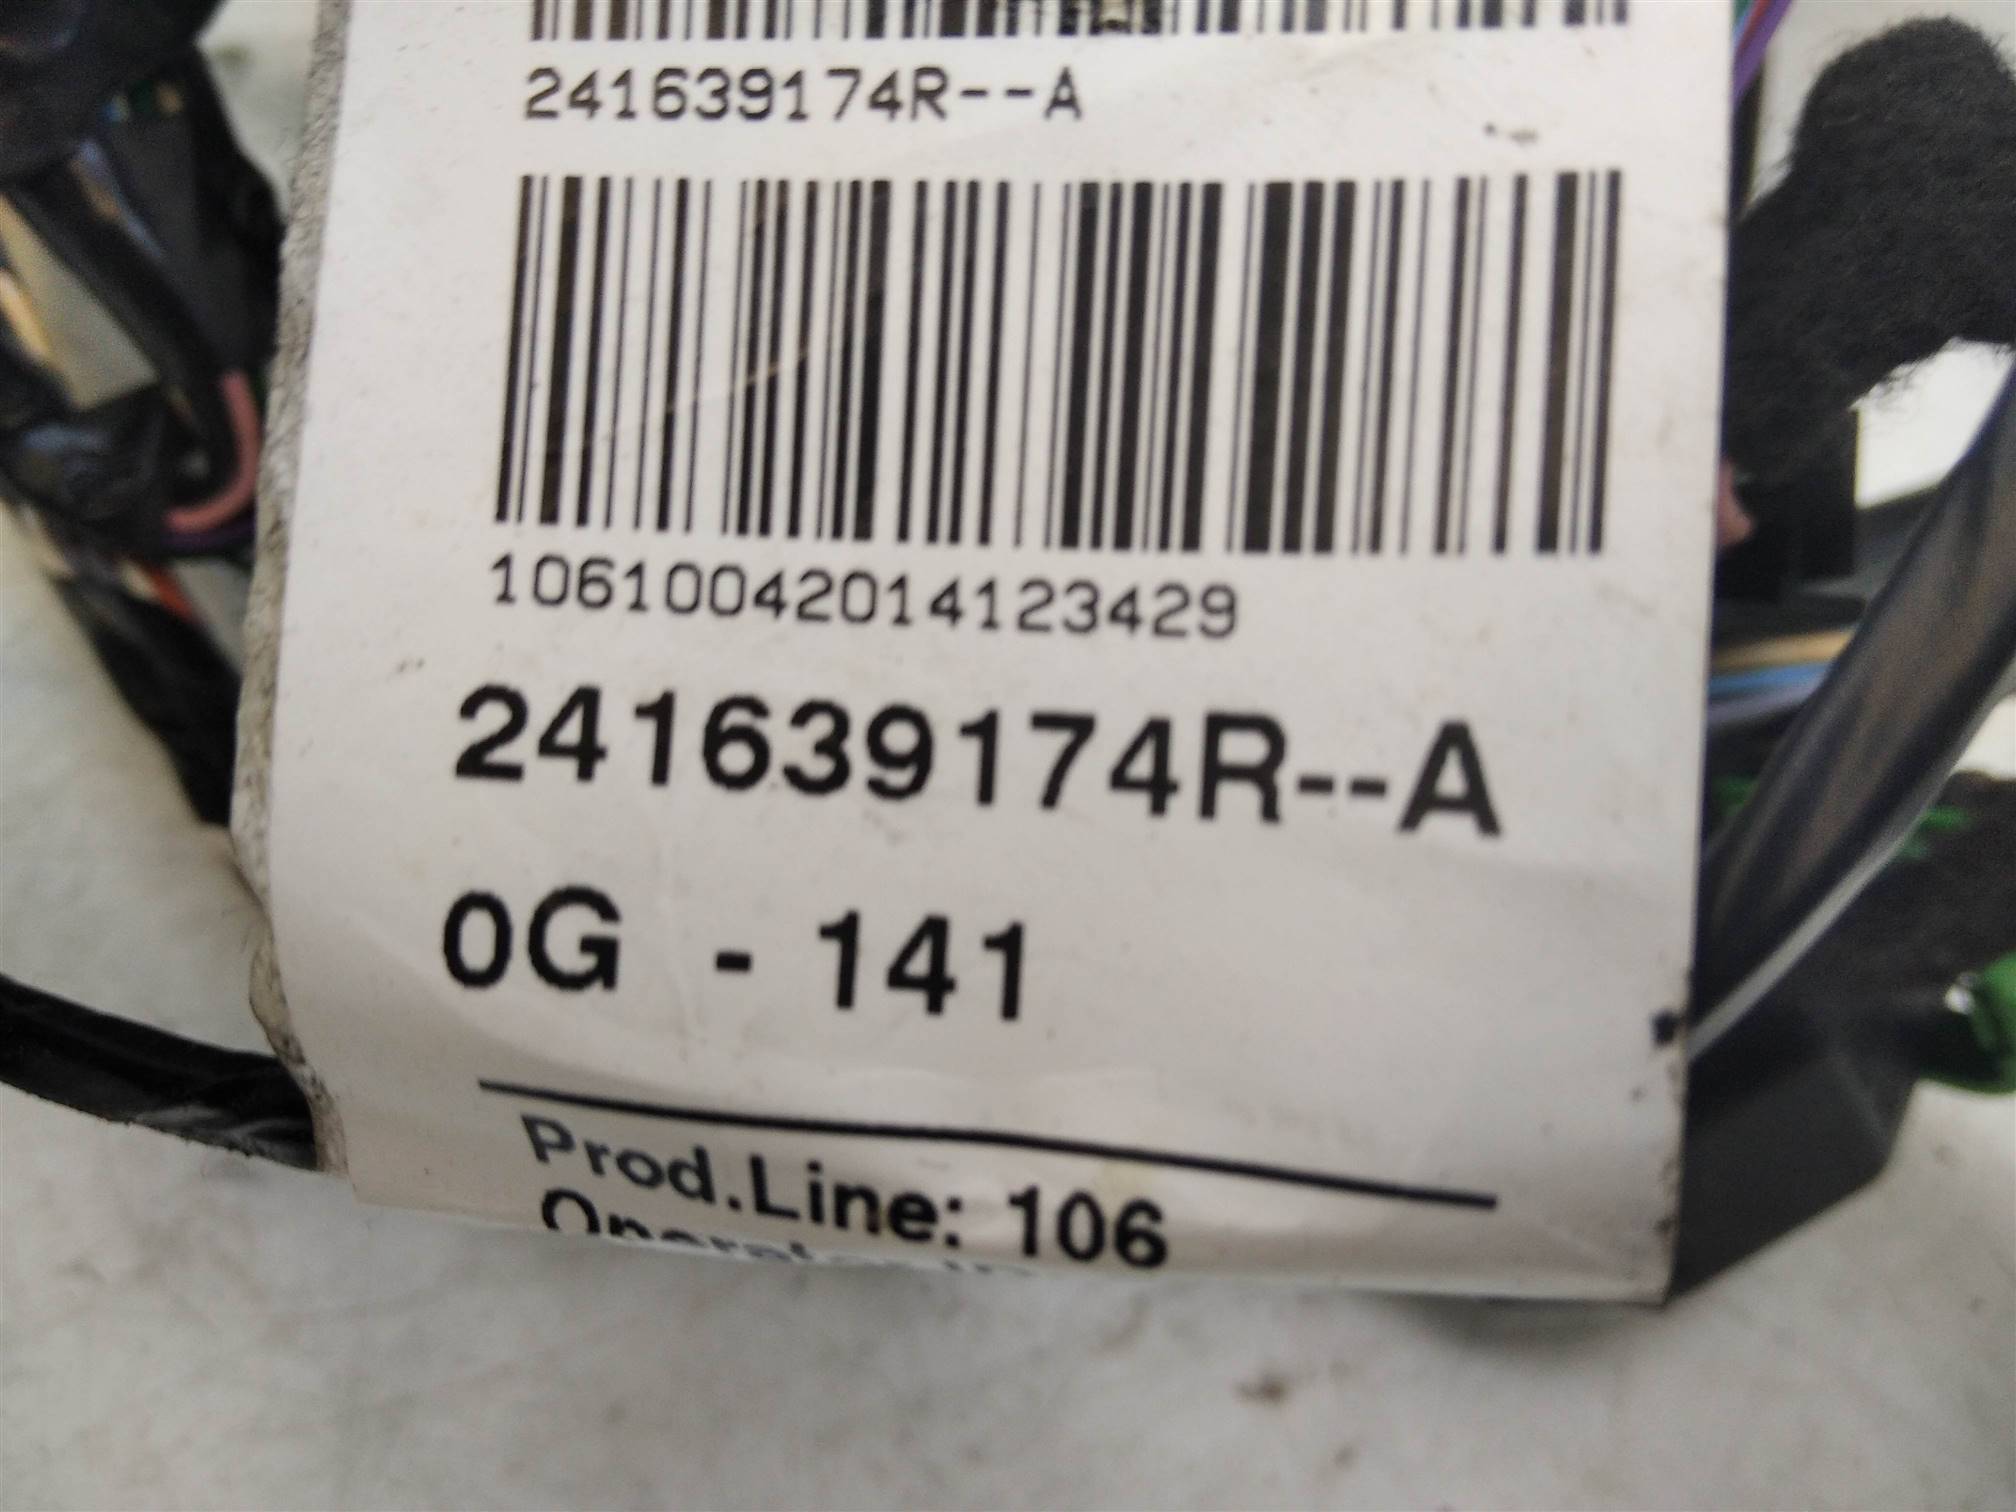 241639174R--A
10610042014123429
241639174R--A
0G - 141
Prod.Line: 106